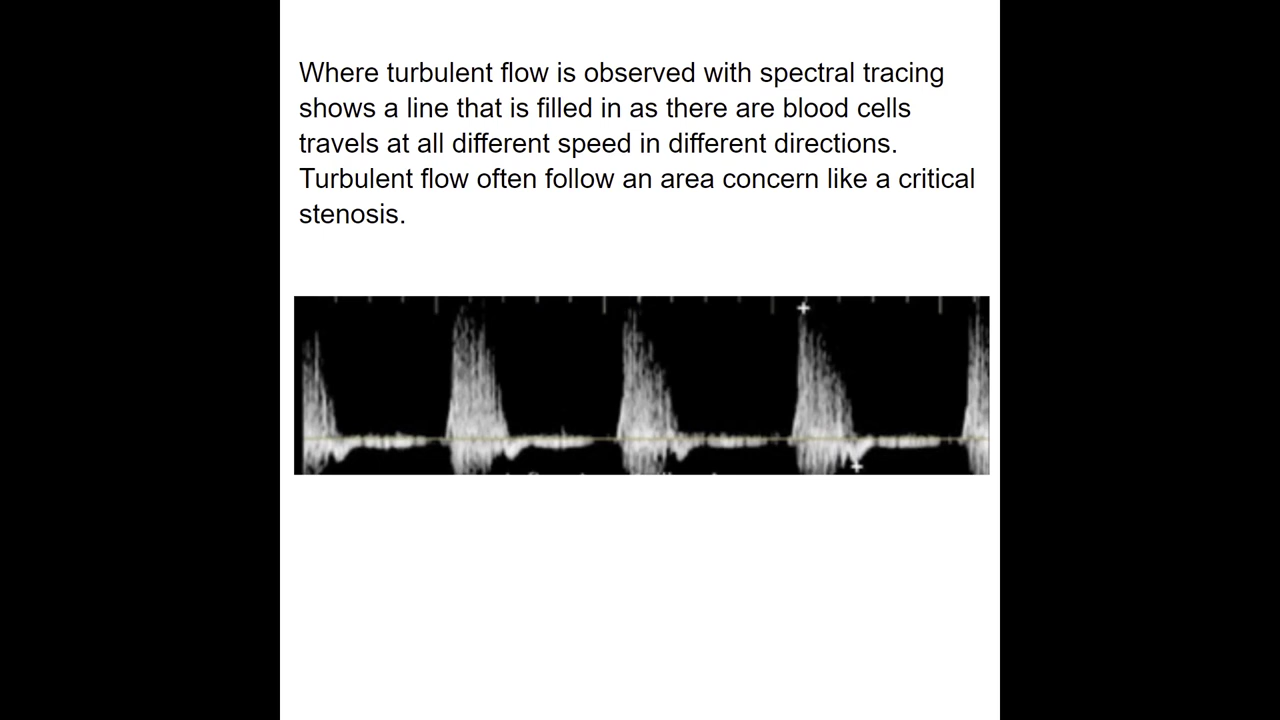 Where turbulent flow is observed with spectral tracing
shows a line that is filled in as there are blood cells
travels at all different speed in different directions.
Turbulent flow often follow an area concern like a critical
stenosis.